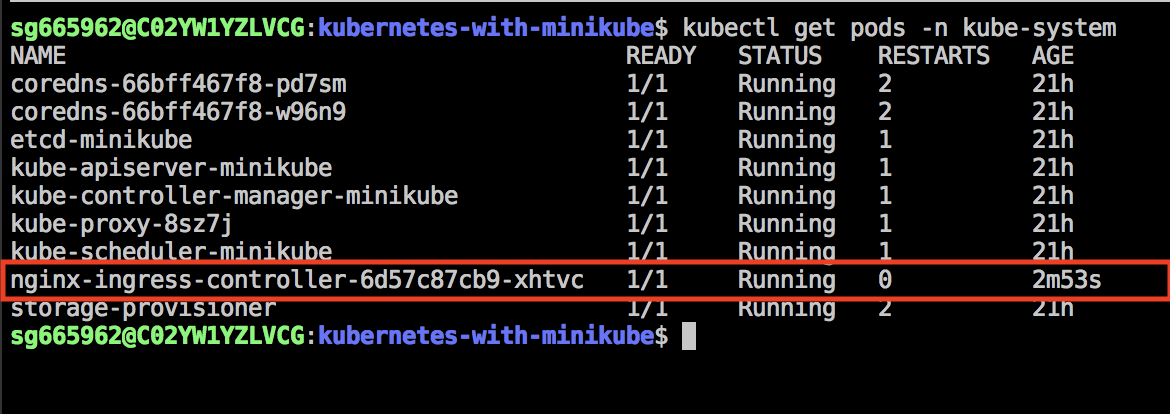 sg665962@C02YW1YZLVCG:kubernetes-with-minikube$ kubectl get pods -n kube-system
NAME READY STATUS RESTARTS AGE
coredns-66bff467f8-pd7sm 1/1 Running 2 21h
coredns-66bff467f8-w96n9 1/1 Running 2 21h
etcd-minikube 1/1 Running 1 21h
kube-apiserver-minikube 1/1 Running 1 21h
kube-controller-manager-minikube 1/1 Running 1 21h
kube-proxy-8sz7j 1/1 Running 1 21h
kube-scheduler-minikube 1/1 Running 1 21h
nginx-ingress-controller-6d57c87cb9-xhtvc 1/1 Running 0 2m53s
storage-provisioner 1/1 Running 2 21h
sg665962@C02YW1YZLVCG:kubernetes-with-minikube$